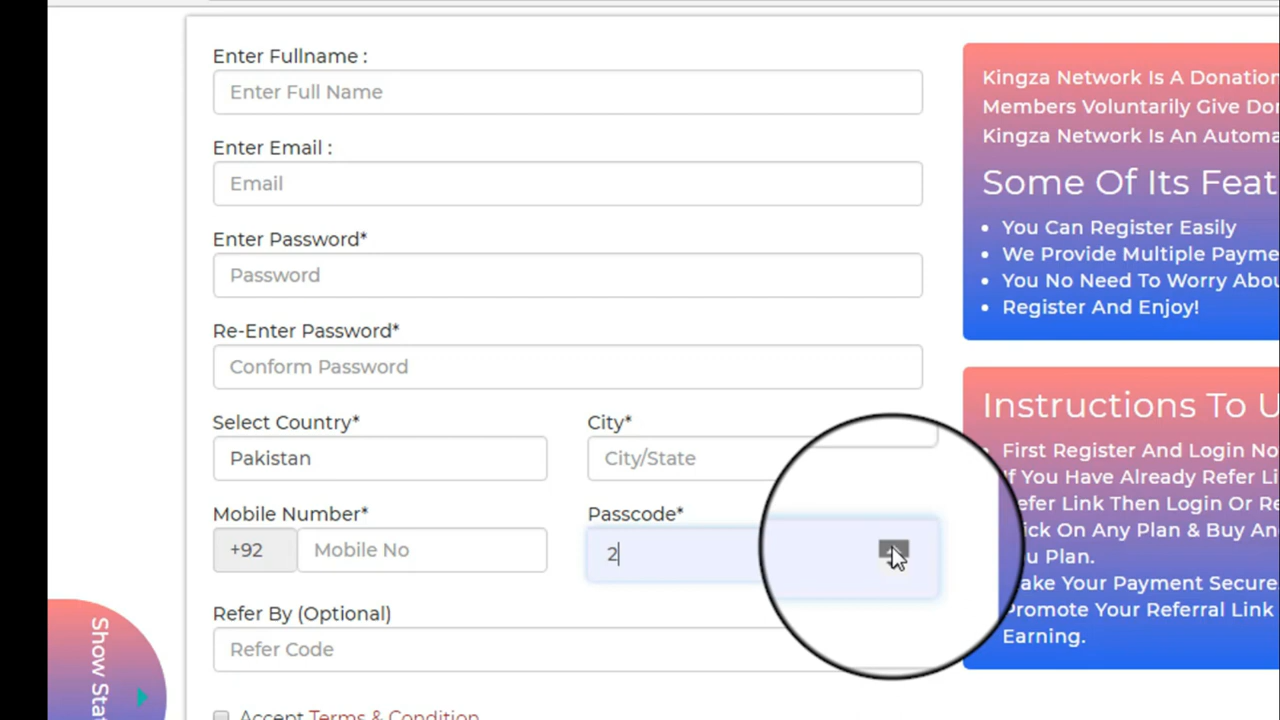 Enter Fullname :
Enter Full Name
Enter Email :
Email
Enter Password*
Password
Re-Enter Password*
Conform Password
Select Country*
City*
Pakistan
City/State
Mobile Number*
Passcode*
+92
Mobile No
2
Refer By (Optional)
Refer Code
Accept Terms & Condition
Show Stat
Kingza Network Is A Donation
Members Voluntarily Give Don
Kingza Network Is An Automa
Some Of Its Feat
You Can Register Easily
We Provide Multiple Payme
You No Need To Worry Abou
Register And Enjoy!
Instructions To U
First Register And Login No
If You Have Already Refer Li
Refer Link Then Login Or Re
ick On Any Plan & Buy An
u Plan.
ake Your Payment Secure
Promote Your Referral Link
Earning.